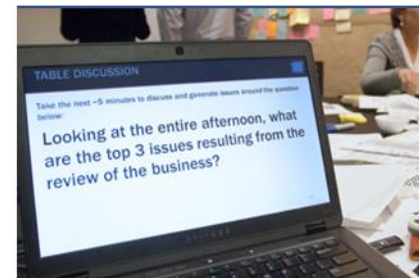 TABLE DISCUSSION
Take the next ~5 minutes to discuss and generate issues around the question
below:
Looking at the entire afternoon, what
are the top 3 issues resulting from the
review of the business?